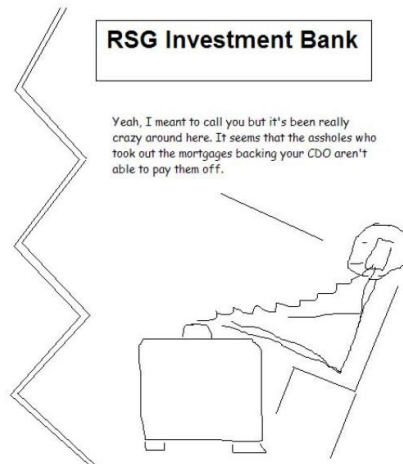 RSG Investment Bank
Yeah, I meant to call you but it's been really
crazy around here. It seems that the assholes who
took out the mortgages backing your CDO aren't
able to pay them off.